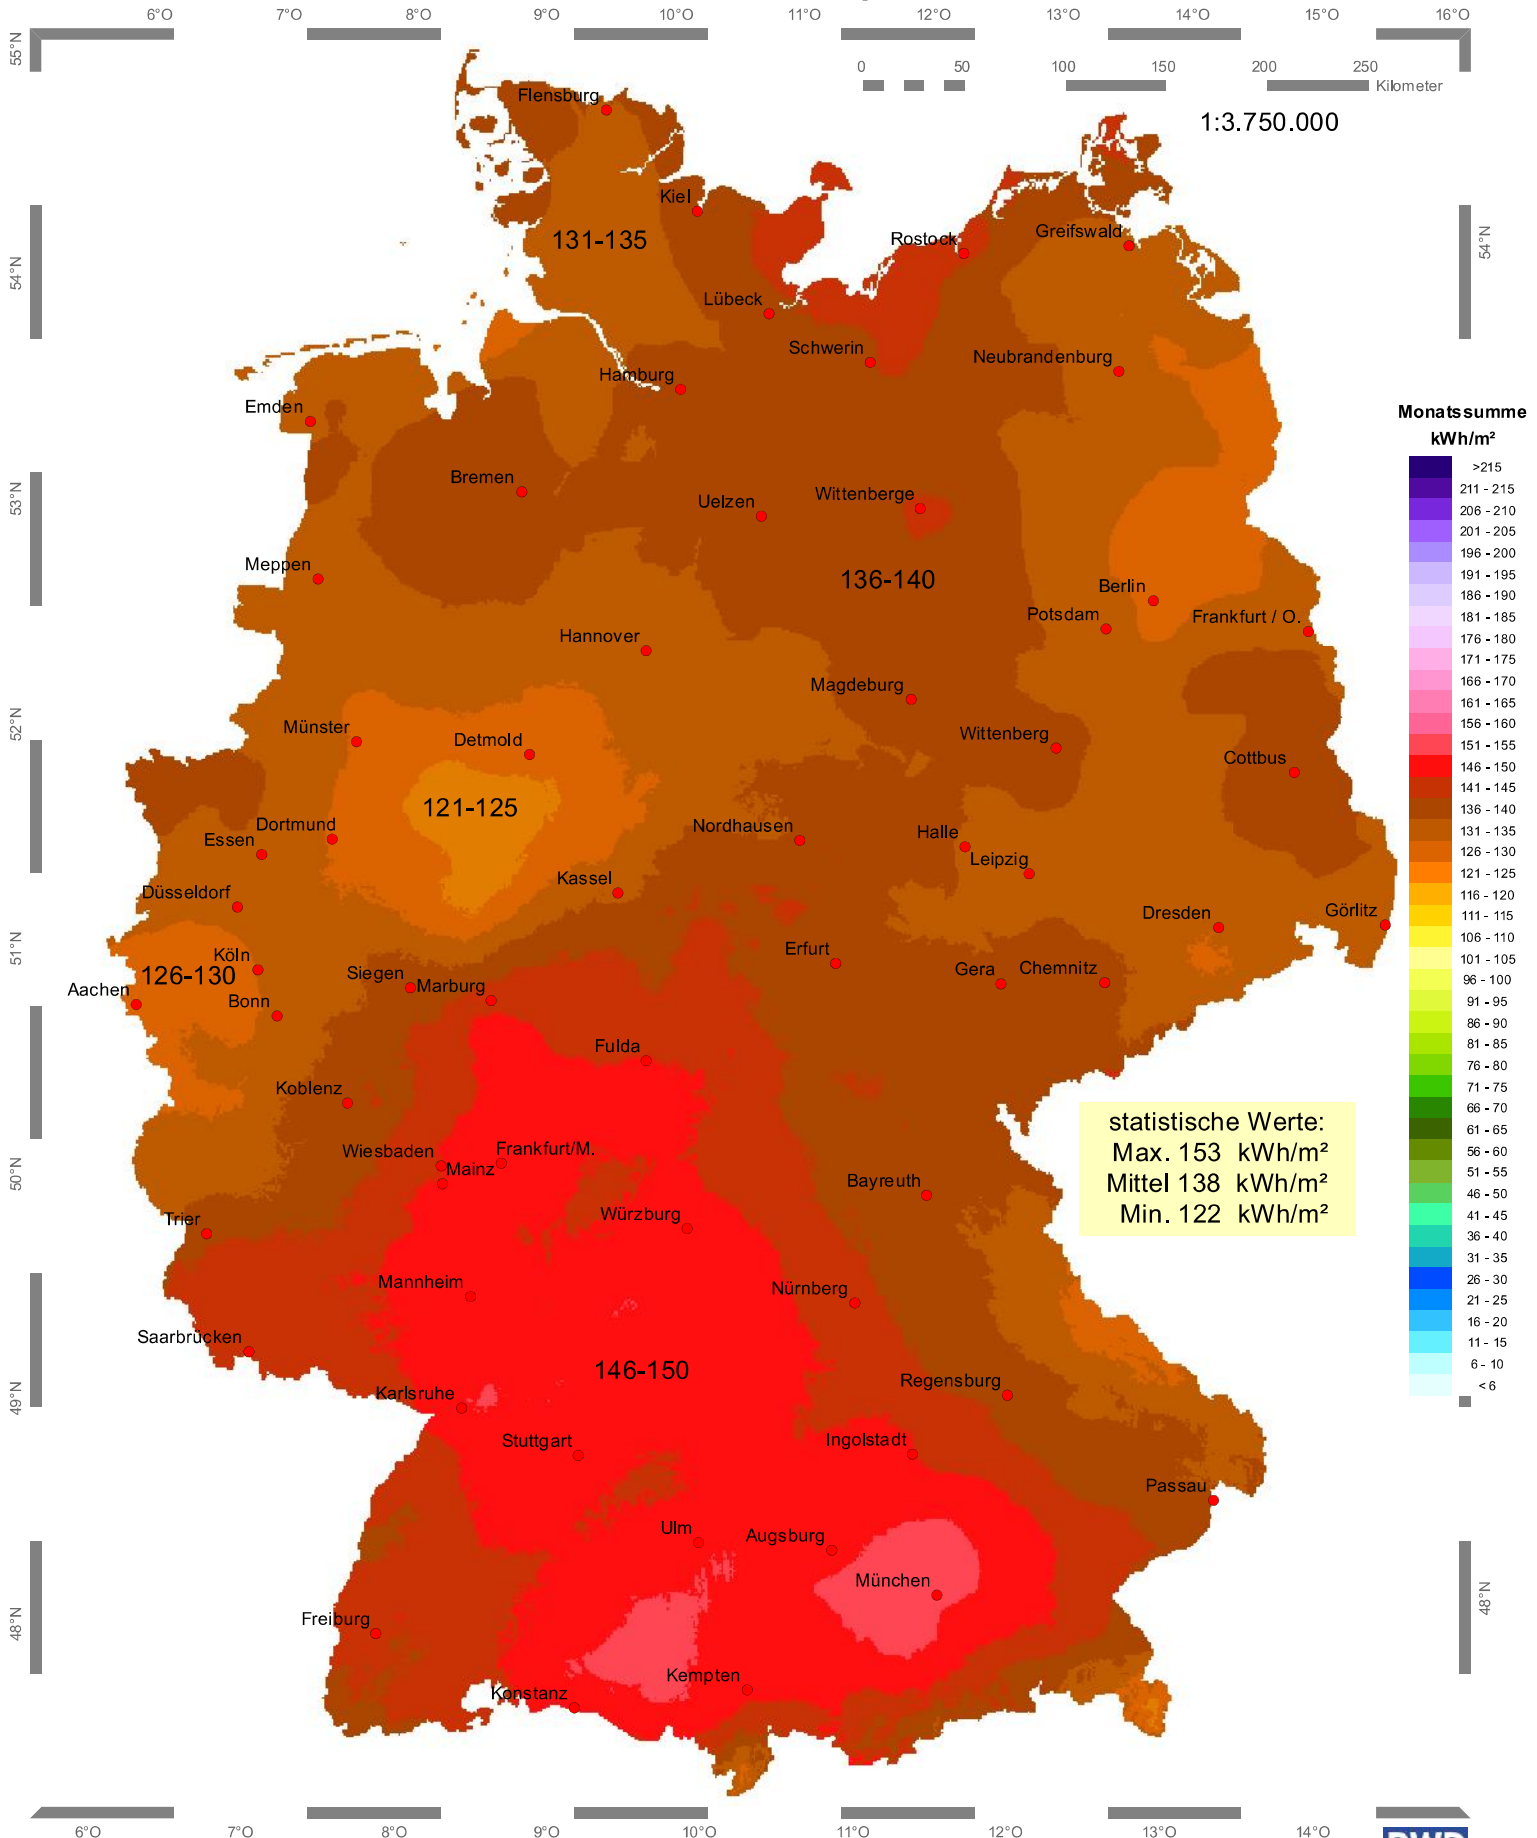 6°O 7°O 8°O 9°O 10°O 11°O 12°O 13°O 14°O 15°O 16°O
55°N
0 50 100 150 200 250
Kilometer
1:3.750.000
Flensburg
Kiel
131-135
Rostock
Greifswald
54°N
54°N
Lübeck
Schwerin
Neubrandenburg
Hamburg
Emden
Bremen
Uelzen
Wittenberge
53°N
Meppen
136-140
Berlin
Potsdam
Frankfurt / O.
Hannover
Magdeburg
52°N
Münster
Detmold
Wittenberg
Cottbus
121-125
Dortmund
Essen
Nordhausen
Halle
Leipzig
Kassel
Düsseldorf
Dresden
Görlitz
51°N
Köln
126-130
Siegen
Marburg
Erfurt
Gera
Chemnitz
Aachen
Bonn
Fulda
Koblenz
50°N
Wiesbaden
Mainz
Frankfurt/M.
Bayreuth
Trier
Würzburg
Mannheim
Nürnberg
Saarbrücken
146-150
49°N
Karlsruhe
Regensburg
Stuttgart
Ingolstadt
Passau
Ulm
Augsburg
München
48°N
48°N
Freiburg
Kempten
Konstanz
Monatssumme
kWh/m²
>215
211 - 215
206 - 210
201 - 205
196 - 200
191 - 195
186 - 190
181 - 185
176 - 180
171 - 175
166 - 170
161 - 165
156 - 160
151 - 155
146 - 150
141 - 145
136 - 140
131 - 135
126 - 130
121 - 125
116 - 120
111 - 115
106 - 110
101 - 105
96 - 100
91 - 95
86 - 90
81 - 85
76 - 80
71 - 75
66 - 70
61 - 65
56 - 60
51 - 55
46 - 50
41 - 45
36 - 40
31 - 35
26 - 30
21 - 25
16 - 20
11 - 15
6 - 10
< 6
statistische Werte:
Max. 153 kWh/m²
Mittel 138 kWh/m²
Min. 122 kWh/m²
6°O 7°O 8°O 9°O 10°O 11°O 12°O 13°O 14°O
DWD